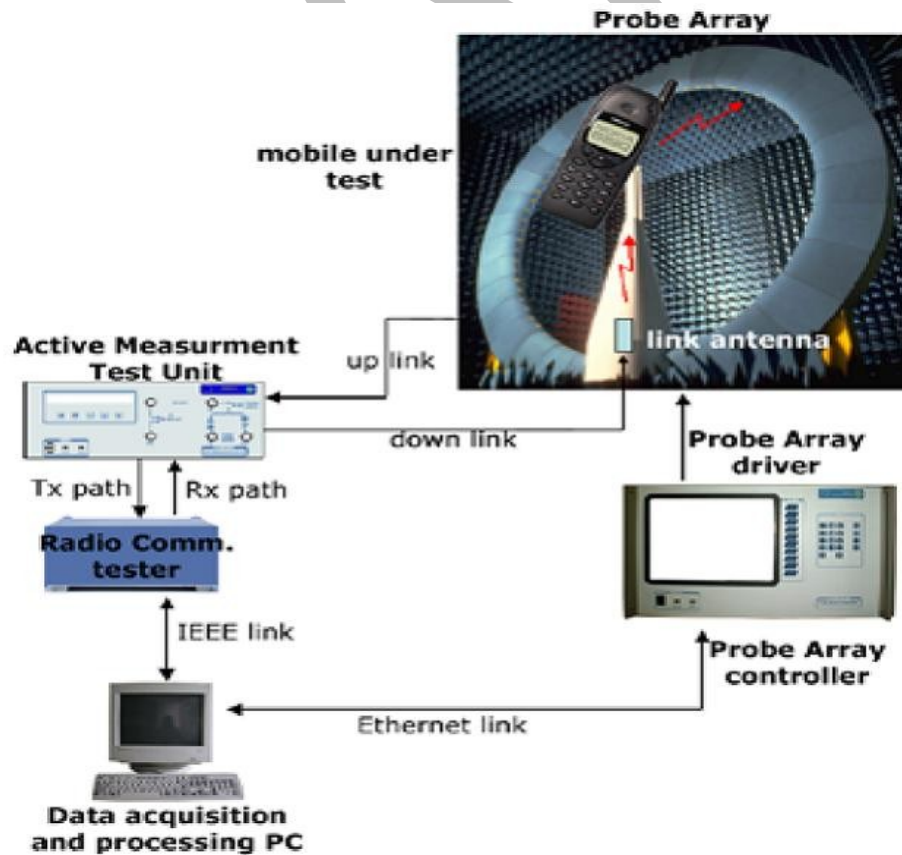 Probe Array
mobile under
test
link antenna
Active Measurment
Test Unit
up link
down link
Probe Array
driver
Tx path
Rx path
Radio Comm.
tester
IEEE link
Probe Array
controller
Ethernet link
Data acquisition
and processing PC